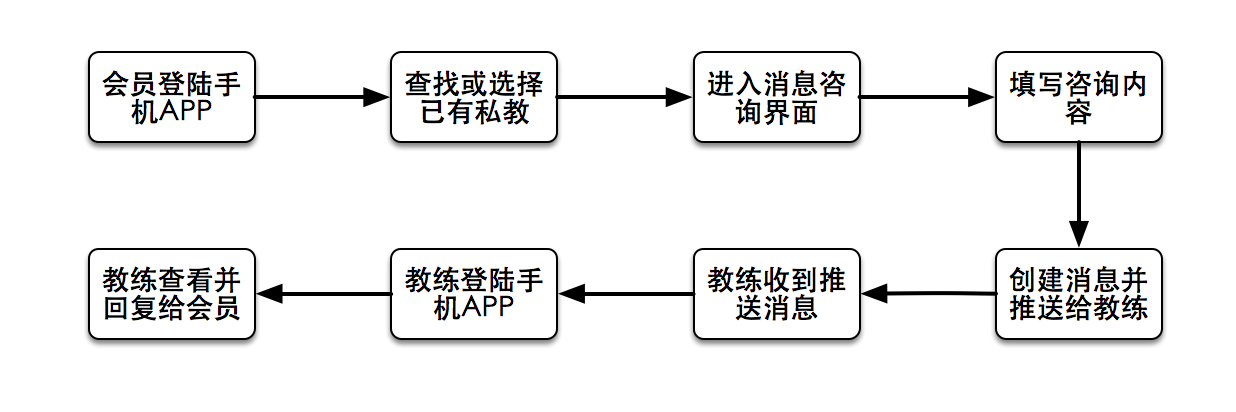 会员登陆手
机APP
查找或选择
已有私教
进入消息咨
询界面
填写咨询内
容
创建消息并
推送给教练
教练收到推
送消息
教练登陆手
机APP
教练查看并
回复给会员